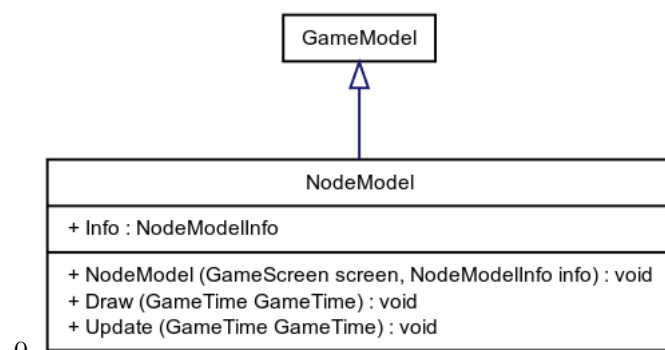 GameModel
NodeModel
+ Info : NodeModelInfo
+ NodeModel (GameScreen screen, NodeModelInfo info) : void
+ Draw (GameTime GameTime) : void
+ Update (GameTime GameTime) : void